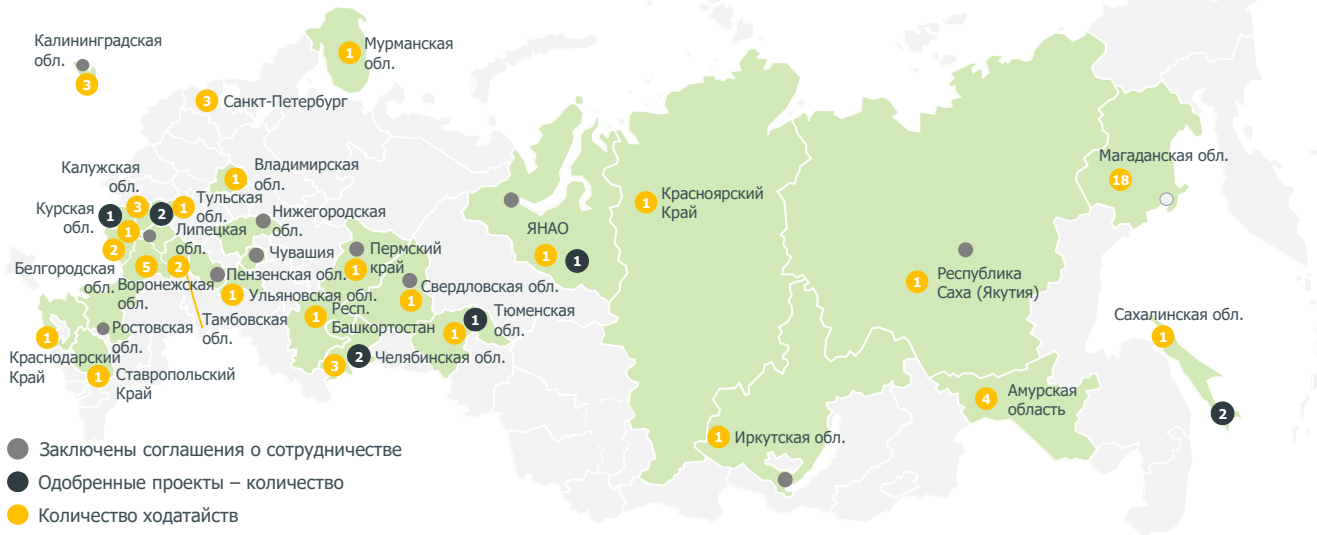 Калининградская
обл.
3
1
Мурманская
обл.
3
Санкт-Петербург
Калужская
обл.
1
Владимирская
обл.
Курская
обл.
1
3
2
1
Тульская
обл.
1
2
Липецкая
обл.
Нижегородская
обл.
Чувашия
Белгородская
обл.
5
Воронежская
обл.
2
Тамбовская
обл.
Пензенская обл.
1
Ульяновская обл.
Пермский
край
1
Свердловская обл.
1
1
Респ.
Башкортостан
1
1
Тюменская
обл.
3
2
Челябинская обл.
Ростовская
обл.
1
Краснодарский
Край
1
Ставропольский
Край
ЯНАО
1
1
1
Красноярский
Край
1
Иркутская обл.
1
Республика
Саха (Якутия)
Магаданская обл.
18
Сахалинская обл.
1
2
4
Амурская
область
Заключены соглашения о сотрудничестве
Одобренные проекты – количество
Количество ходатайств